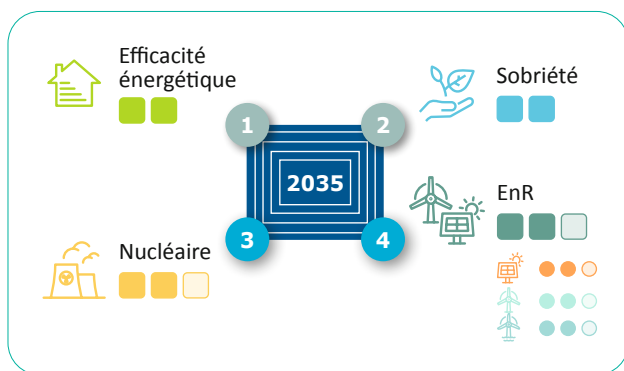 Efficacité
énergétique
Sobriété
1
2
2035
EnR
3
4
Nucléaire